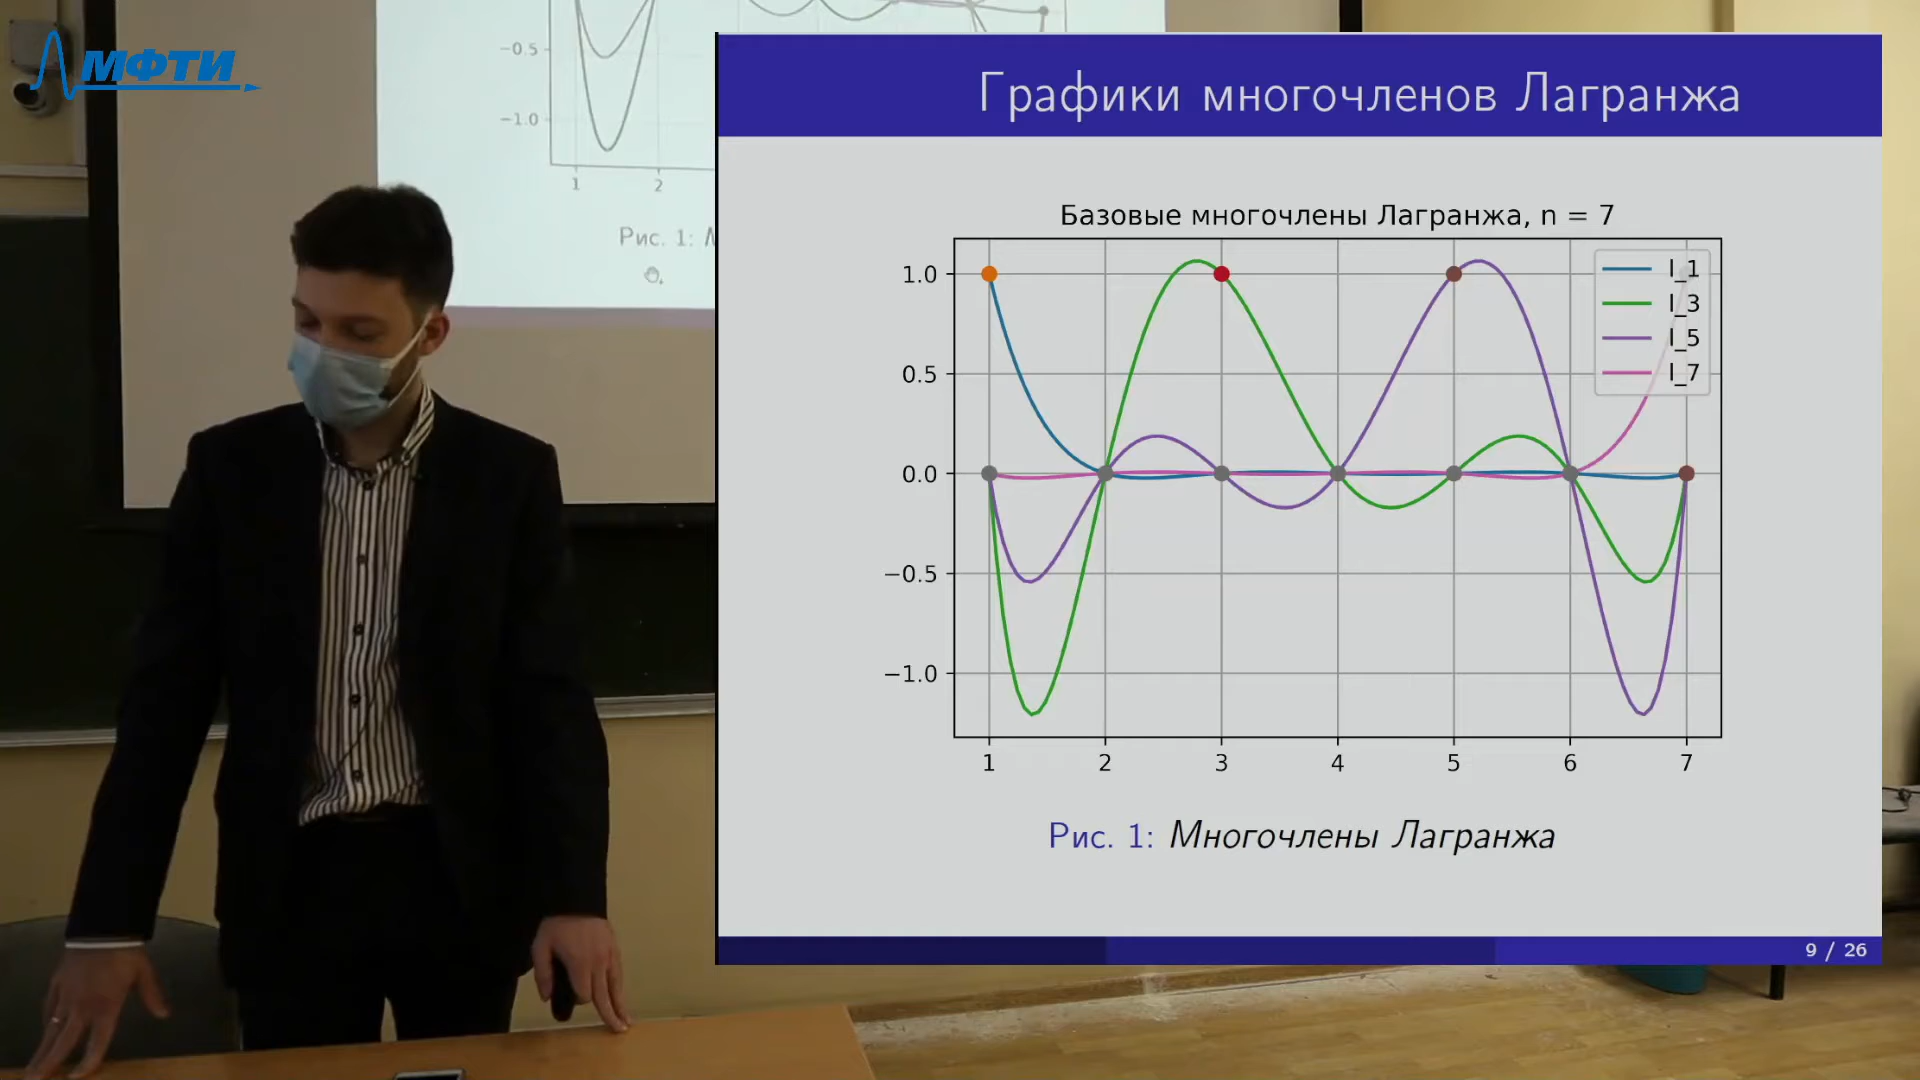 МФТИ
−0.5
−1.0
1
2
Рис. 1:
Графики многочленов Лагранжа
Базовые многочлены Лагранжа, n = 7
1.0
0.5
0.0
−0.5
−1.0
l_1
l_3
l_5
l_7
1 2 3 4 5 6 7
Рис. 1: Многочлены Лагранжа
9 / 26